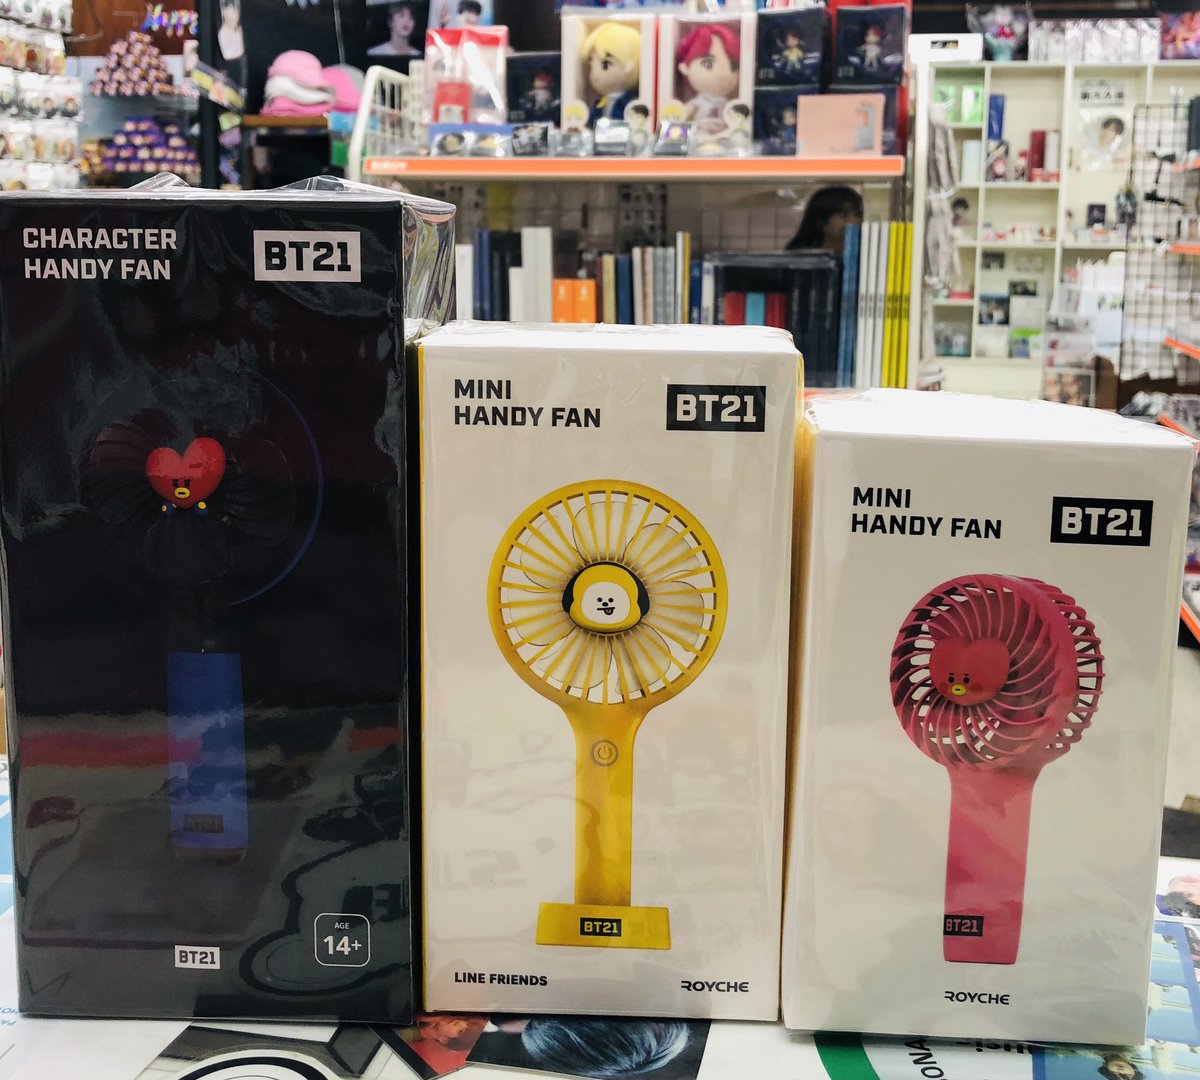 CHARACTER
HANDY FAN
BT21
BT21
BT21
AGE
14+
MINI
HANDY FAN
BT21
BT21
LINE FRIENDS
ROYCHE
MINI
HANDY FAN
BT21
BT21
ROYCHE